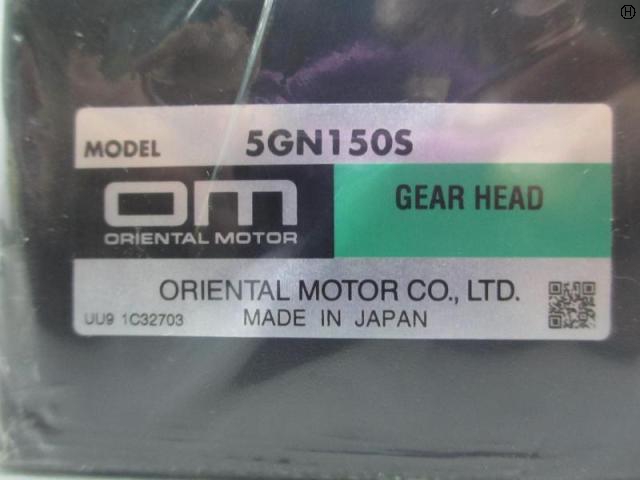 Ⓗ
MODEL 5GN150S
om
ORIENTAL MOTOR
GEAR HEAD
ORIENTAL MOTOR CO., LTD.
UU9 1C32703 MADE IN JAPAN